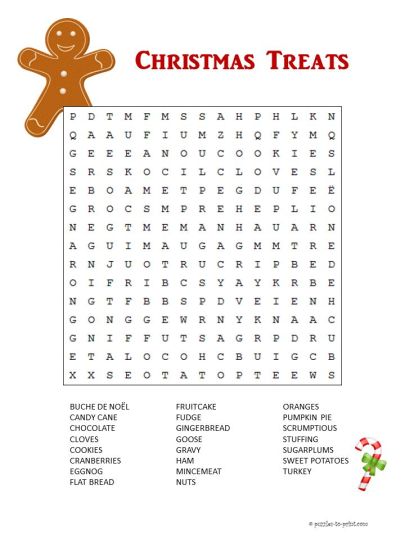 CHRISTMAS TREATS
P D T M F M S S A H P H L K N
Q A A U F I U M Z H Q F Y M Q
G E E E A N O U C O O K I E S
S R S K O C I L C L O V E S L
E B O A M E T P E G D U F E Ë
G R O C S M P R E H E P L I O
N E G T M E M A N H A U A R N
A G U I M A U G A G M M T R E
R N J U O T R U C R I P B E D
O I F R I B C S Y A Y K R B E
N G T F B B S P D V E I E N H
G O N G G E W R N Y K N A A C
G N I F F U T S A G R P D R U
E T A L O C O H C B U I G C B
X X S E O T A T O P T E E W S
BUCHE DE NOËL FRUITCAKE ORANGES
CANDY CANE FUDGE PUMPKIN PIE
CHOCOLATE GINGERBREAD SCRUMPTIOUS
CLOVES GOOSE STUFFING
COOKIES GRAVY SUGARPLUMS
CRANBERRIES HAM SWEET POTATOES
EGGNOG MINCEMEAT TURKEY
FLAT BREAD NUTS
© puzzles-to-print.com